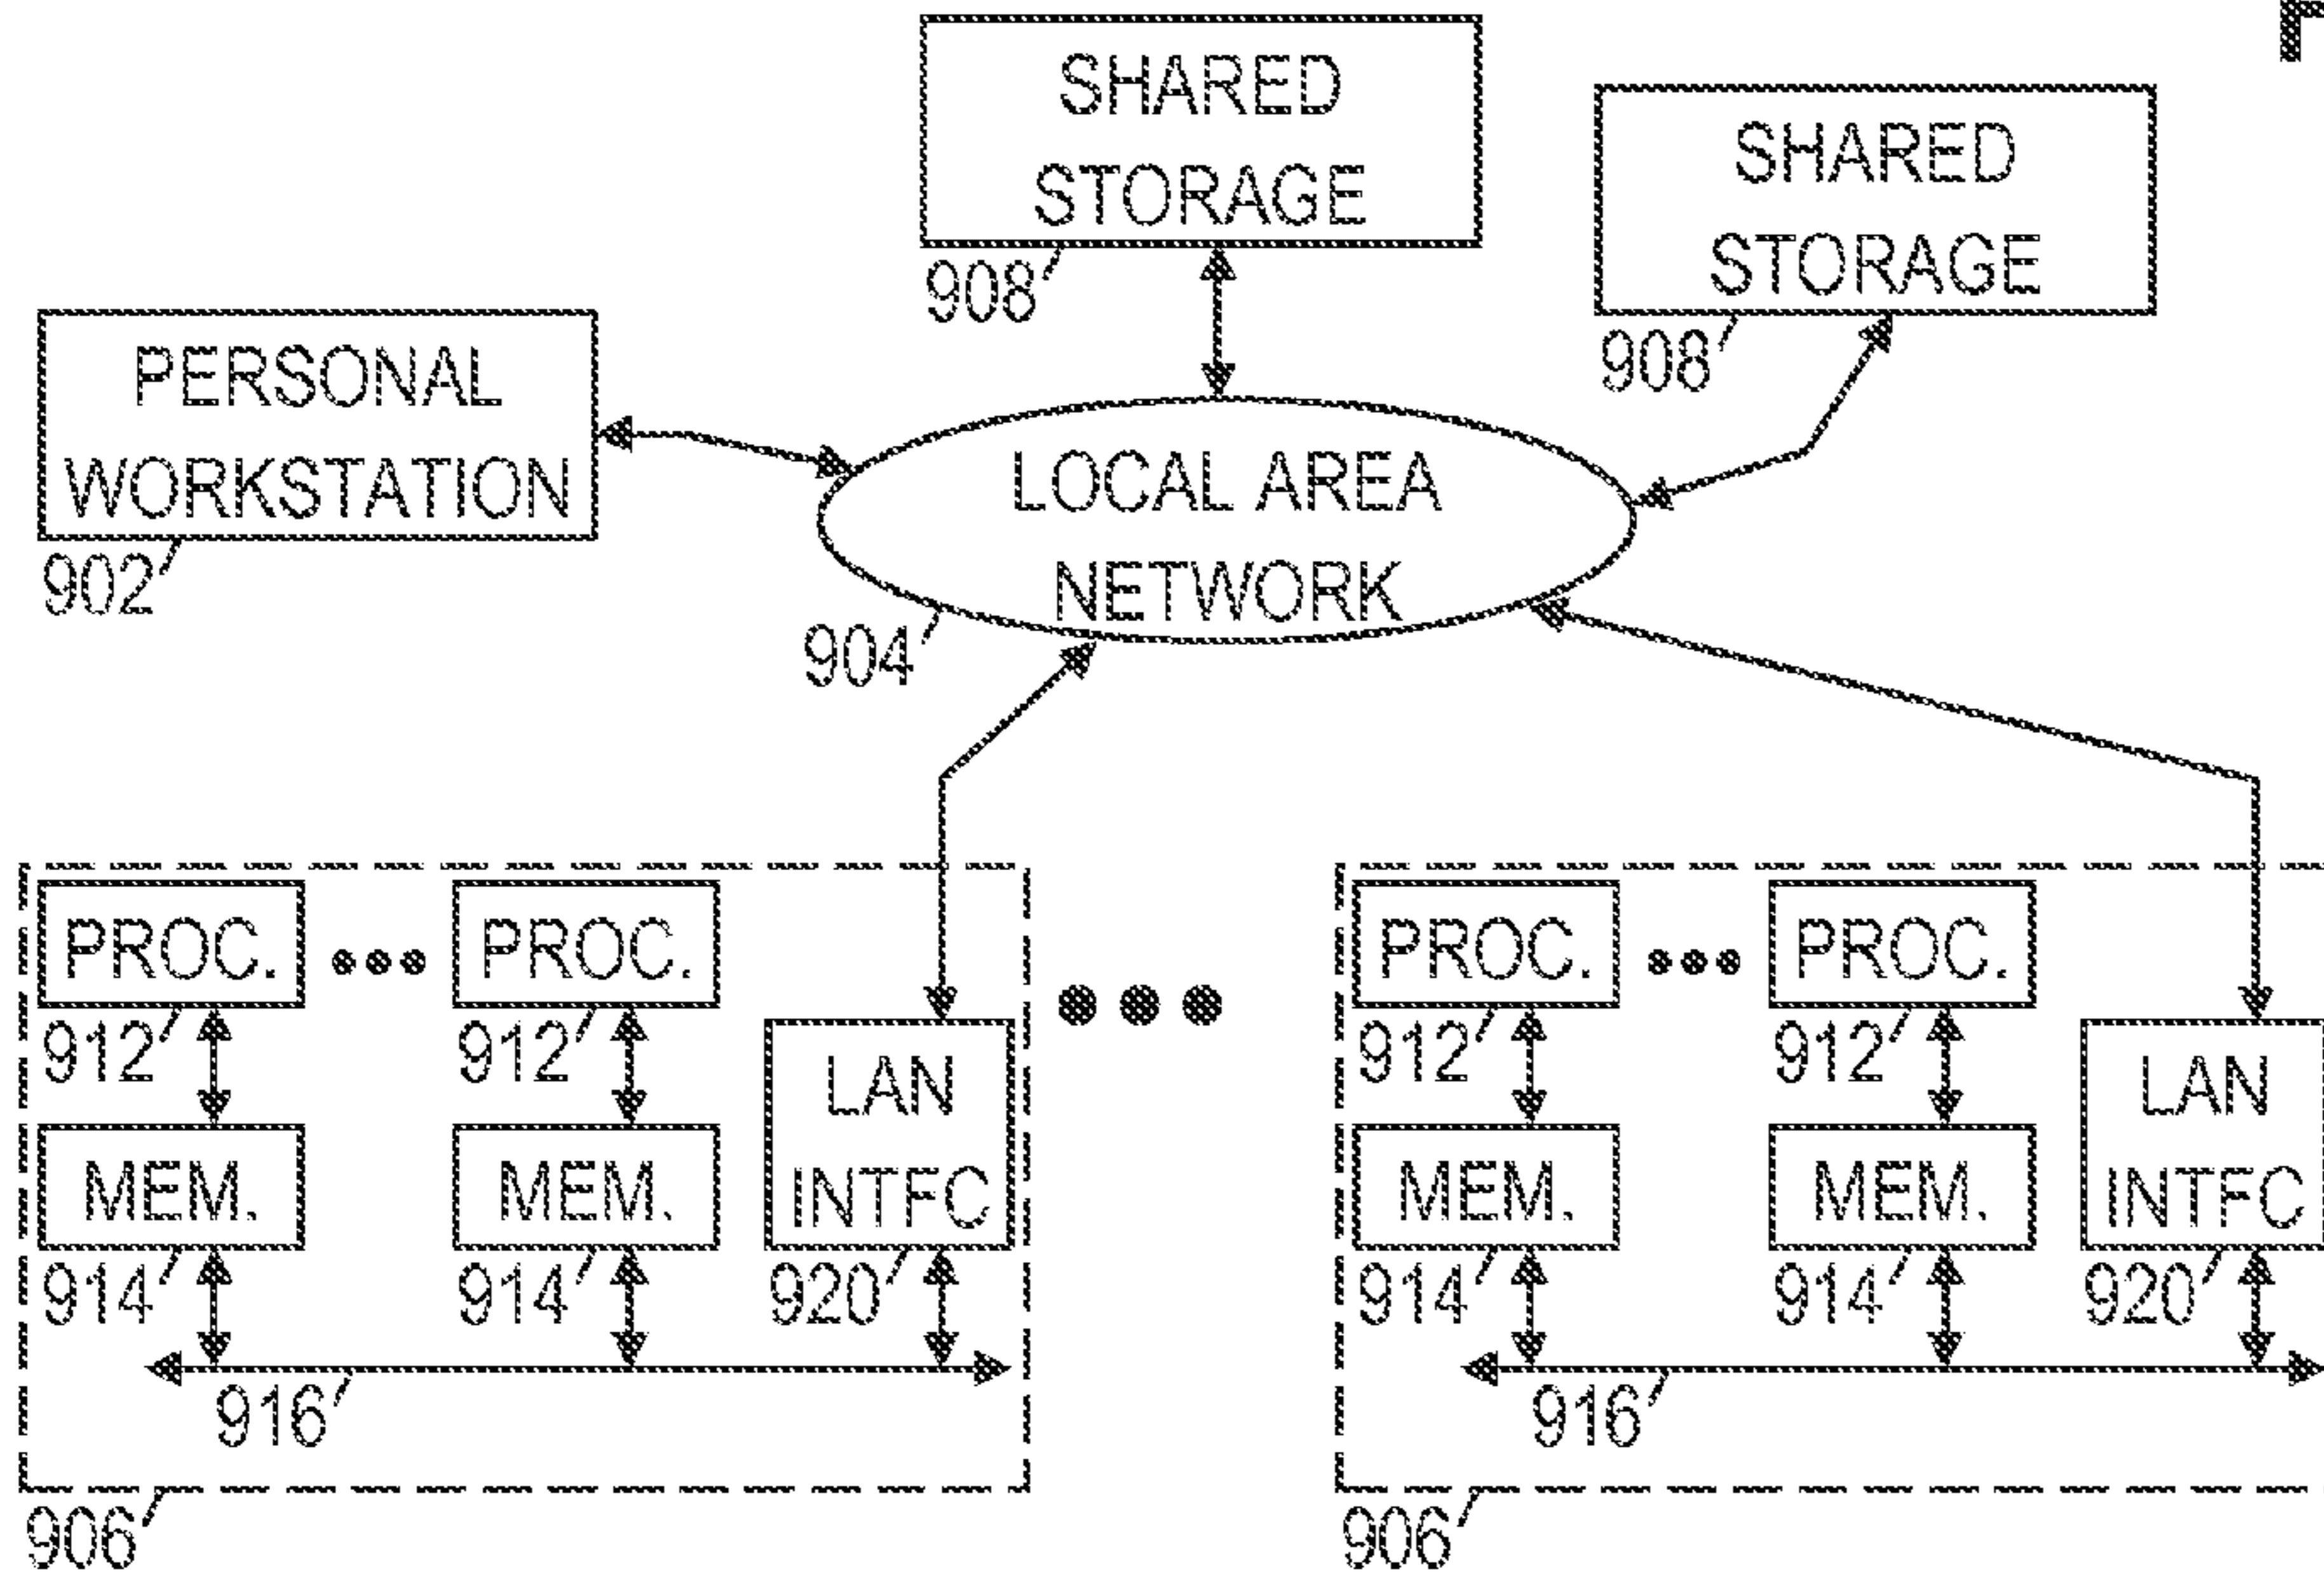 SHARED
STORAGE
908
SHARED
STORAGE
908
PERSONAL
WORKSTATION
902
LOCAL AREA
NETWORK
904
PROC.
PROC.
912
912
LAN
INTFC
MEM.
MEM.
914
914
920
916
906
PROC.
PROC.
912
912
LAN
INTFC
MEM.
MEM.
914
914
920
916
906